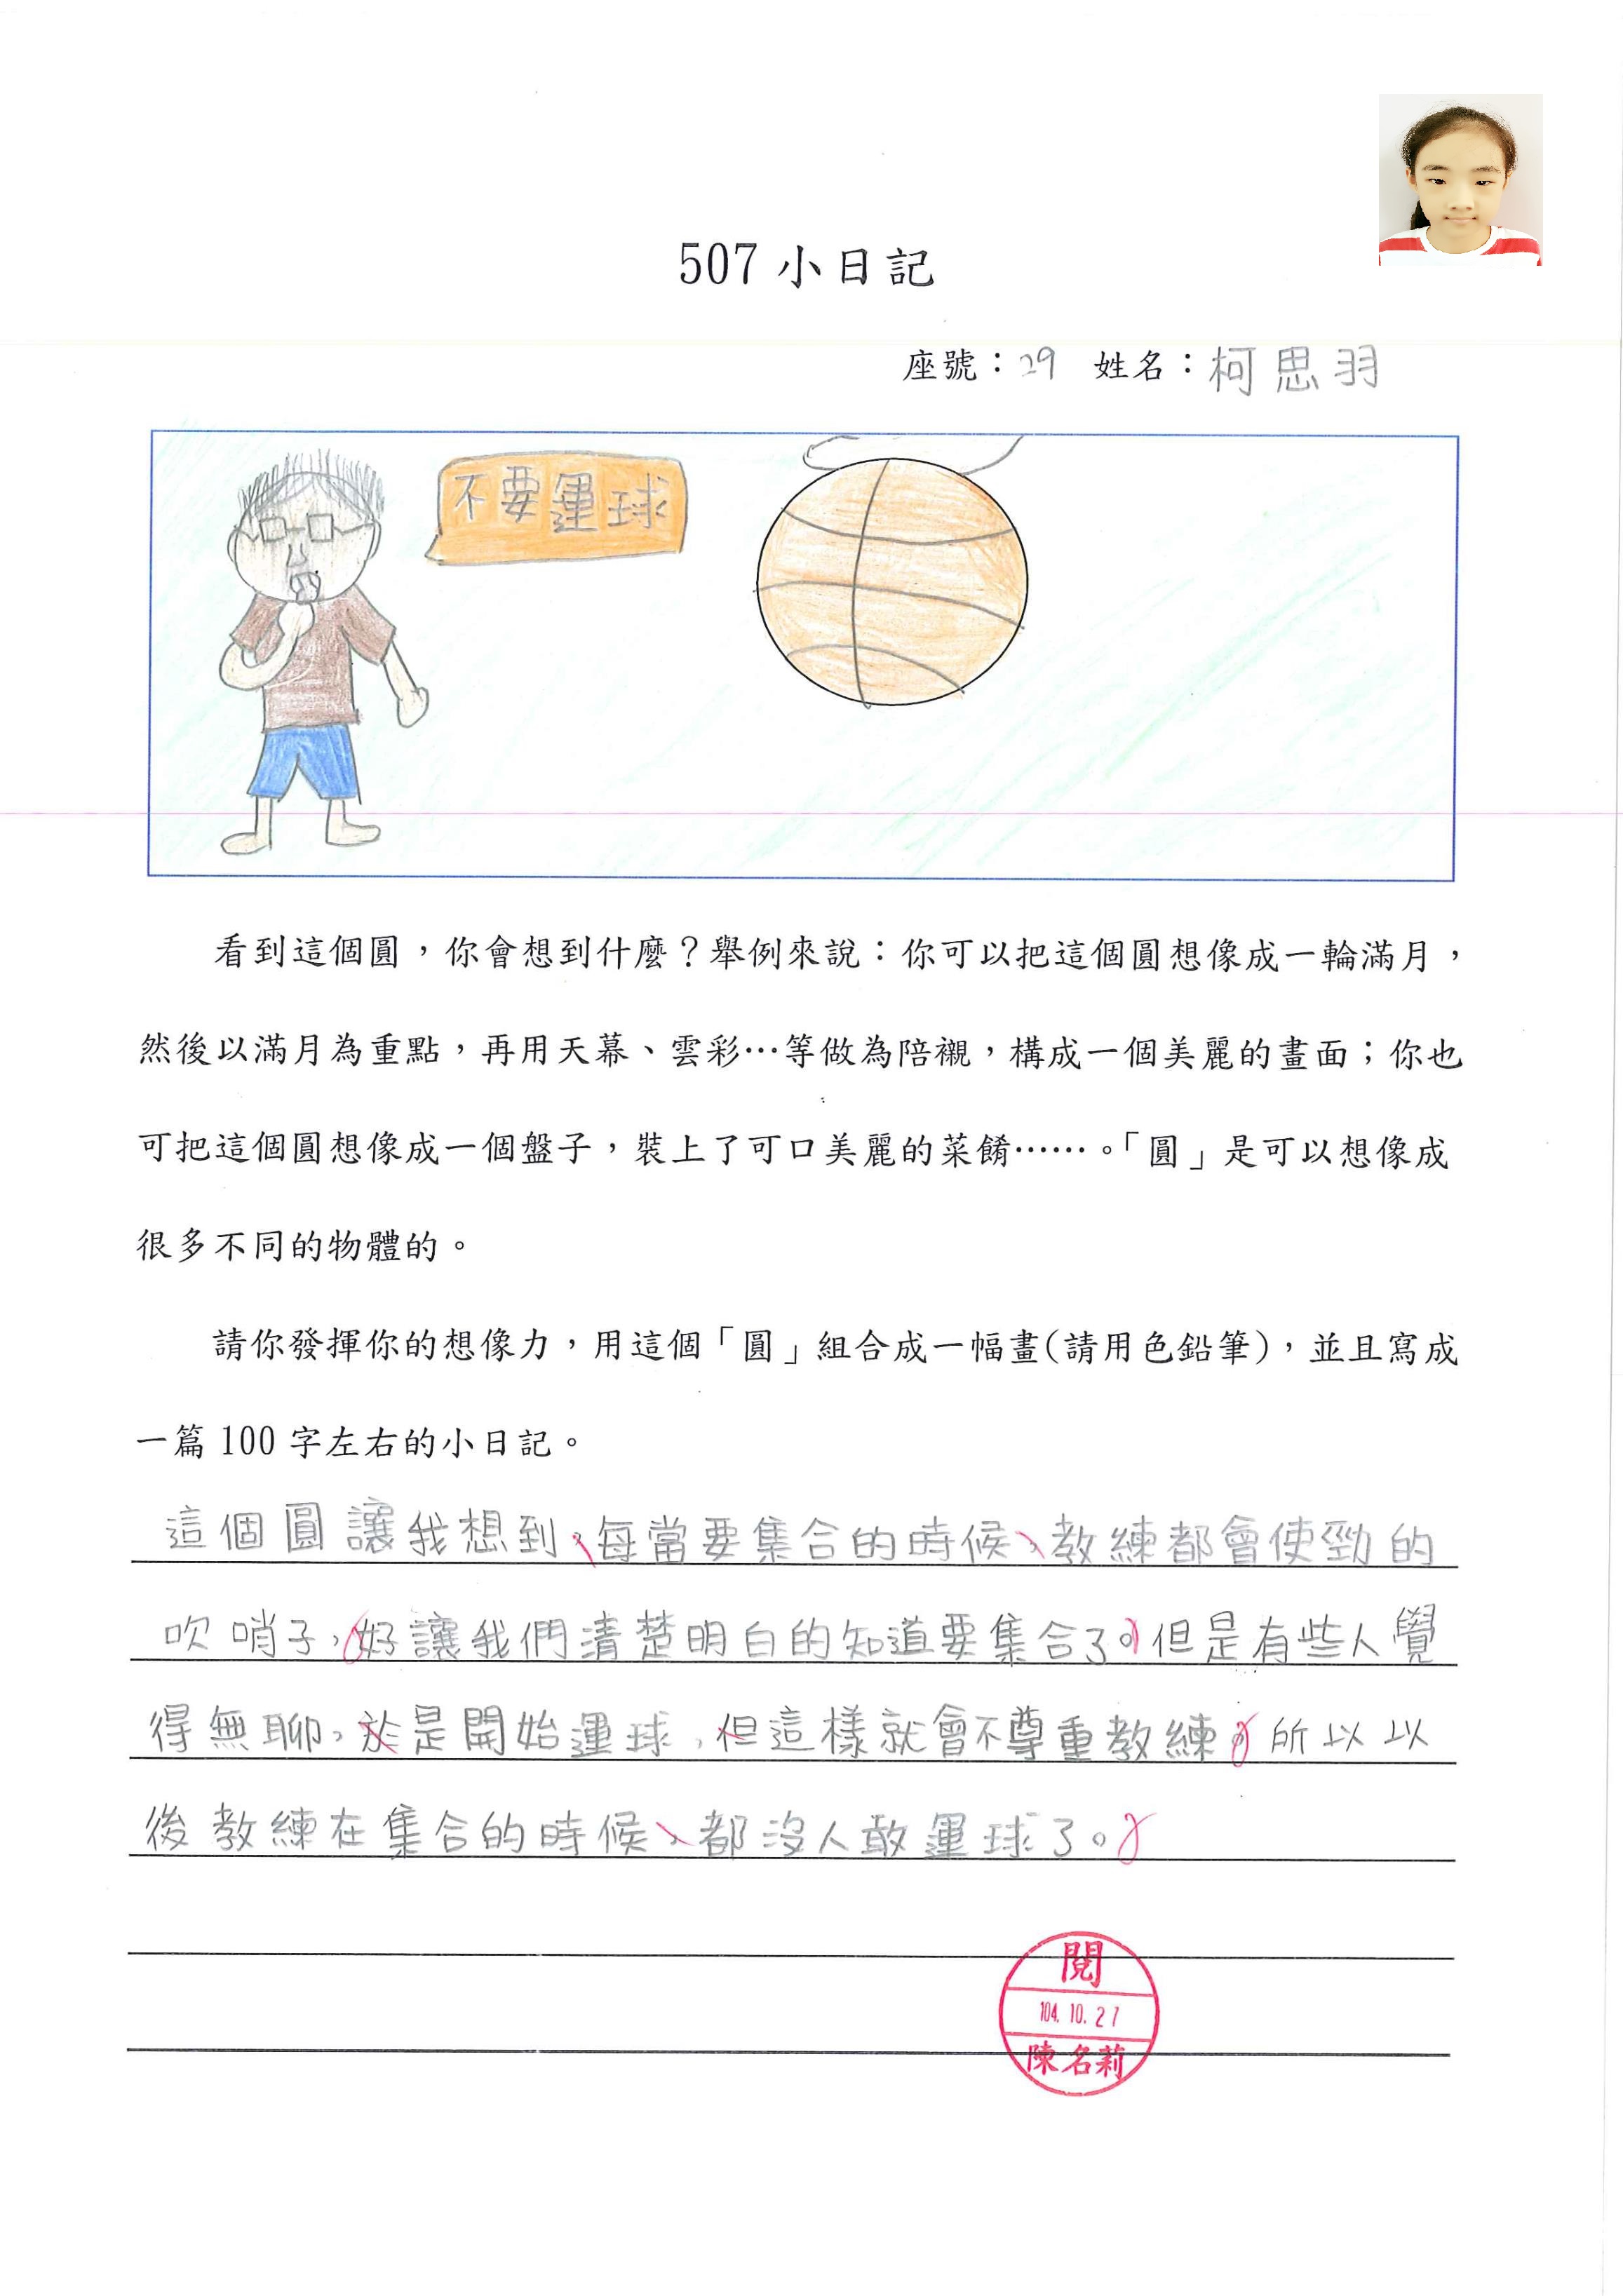 507 小日記
座號：29 姓名：柯思羽
不要運球
看到這個圓，你會想到什麼？舉例來說：你可以把這個圓想像成一輪滿月，
然後以滿月為重點，再用天幕、雲彩…等做為陪襯，構成一個美麗的畫面；你也
可把這個圓想像成一個盤子，裝上了可口美麗的菜餚……。「圓」是可以想像成
很多不同的物體的。
請你發揮你的想像力，用這個「圓」組合成一幅畫(請用色鉛筆)，並且寫成
一篇 100 字左右的小日記。
這個圓讓我想到，每當要集合的時候，教練都會使勁的
吹哨子，好讓我們清楚明白的知道要集合了。但是有些人覺
得無聊，於是開始運球，但這樣就會不尊重教練。所以以
後教練在集合的時候，都沒人敢運球了。
閱
104.10.27
陳名莉